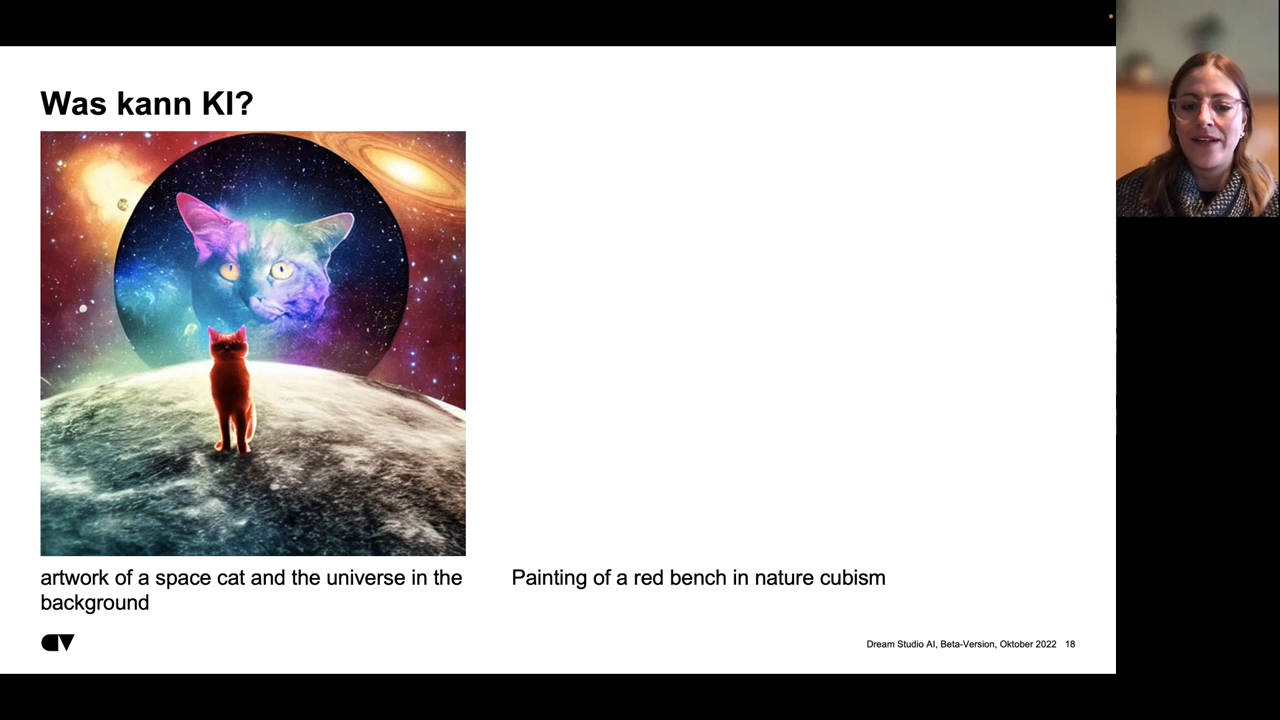 Was kann KI?
artwork of a space cat and the universe in the
background
Painting of a red bench in nature cubism
Dream Studio AI, Beta-Version, Oktober 2022 18